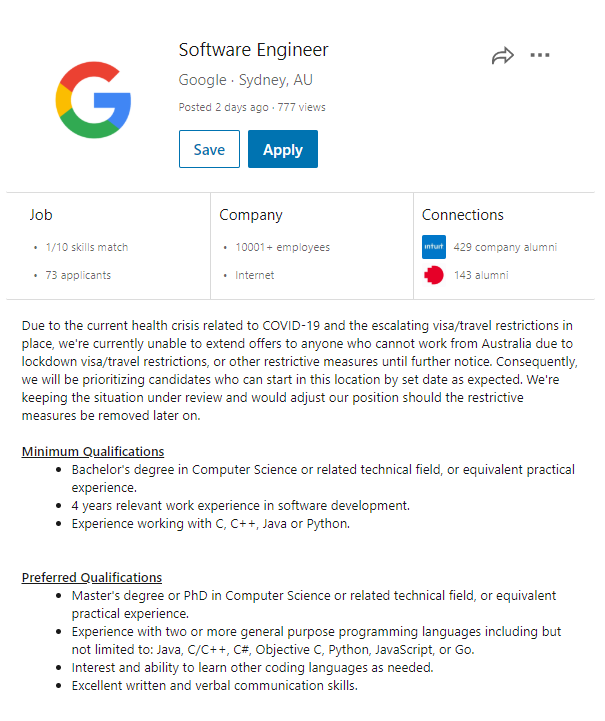 Software Engineer
Google · Sydney, AU
Posted 2 days ago · 777 views
Save
Apply
Job
• 1/10 skills match
• 73 applicants
Company
• 10001+ employees
• Internet
Connections
intuit 429 company alumni
143 alumni
Due to the current health crisis related to COVID-19 and the escalating visa/travel restrictions in
place, we're currently unable to extend offers to anyone who cannot work from Australia due to
lockdown visa/travel restrictions, or other restrictive measures until further notice. Consequently,
we will be prioritizing candidates who can start in this location by set date as expected. We're
keeping the situation under review and would adjust our position should the restrictive
measures be removed later on.
Minimum Qualifications
• Bachelor's degree in Computer Science or related technical field, or equivalent practical
experience.
• 4 years relevant work experience in software development.
• Experience working with C, C++, Java or Python.
Preferred Qualifications
• Master's degree or PhD in Computer Science or related technical field, or equivalent
practical experience.
• Experience with two or more general purpose programming languages including but
not limited to: Java, C/C++, C#, Objective C, Python, JavaScript, or Go.
• Interest and ability to learn other coding languages as needed.
• Excellent written and verbal communication skills.